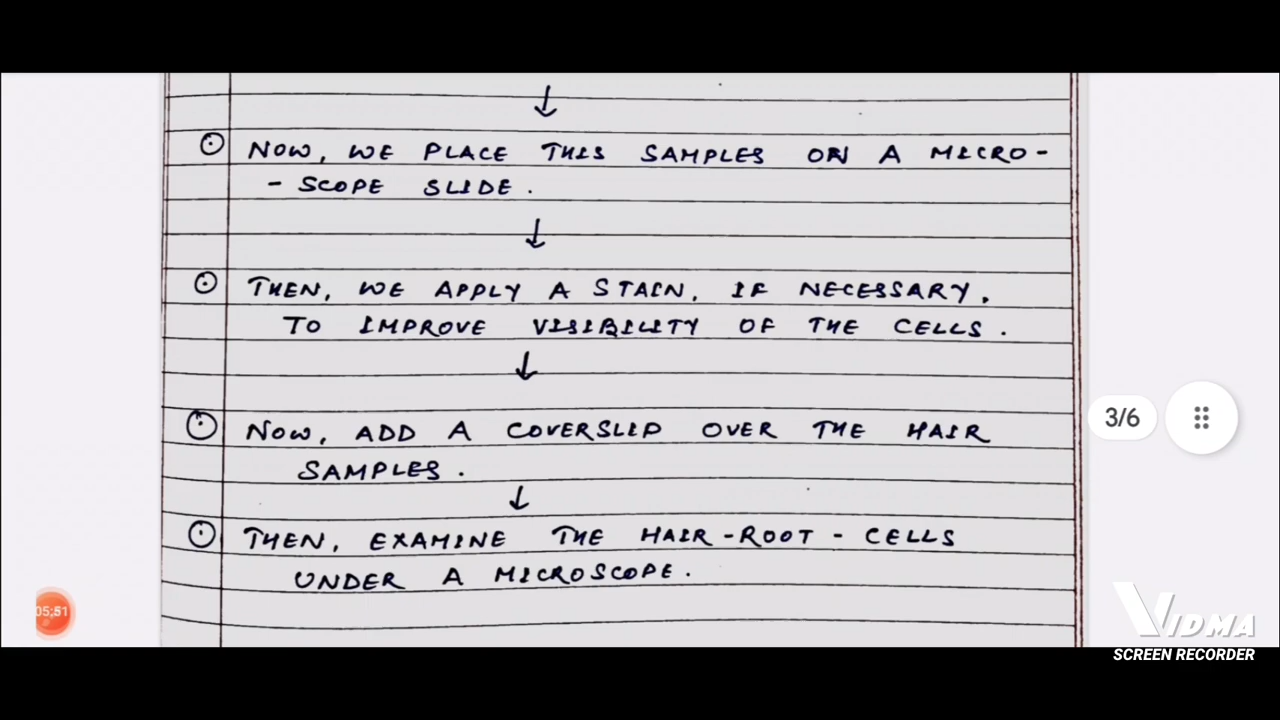 NOW, WE PLACE THIS SAMPLES ON A MICRO-
- SCOPE SLIDE.
THEN, WE APPLY A STAIN, IF NECESSARY,
TO IMPROVE VISIBILITY OF THE CELLS.
NOW, ADD A COVERSLIP OVER THE HAIR
SAMPLES.
THEN, EXAMINE THE HAIR-ROOT-CELLS
UNDER A MICROSCOPE.
3/6
05:51
VIDMA
SCREEN RECORDER